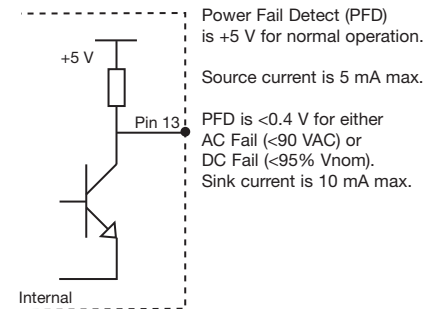 Power Fail Detect (PFD)
is +5 V for normal operation.
+5 V
Source current is 5 mA max.
Pin 13
PFD is <0.4 V for either
AC Fail (<90 VAC) or
DC Fail (<95% Vnom).
Sink current is 10 mA max.
Internal